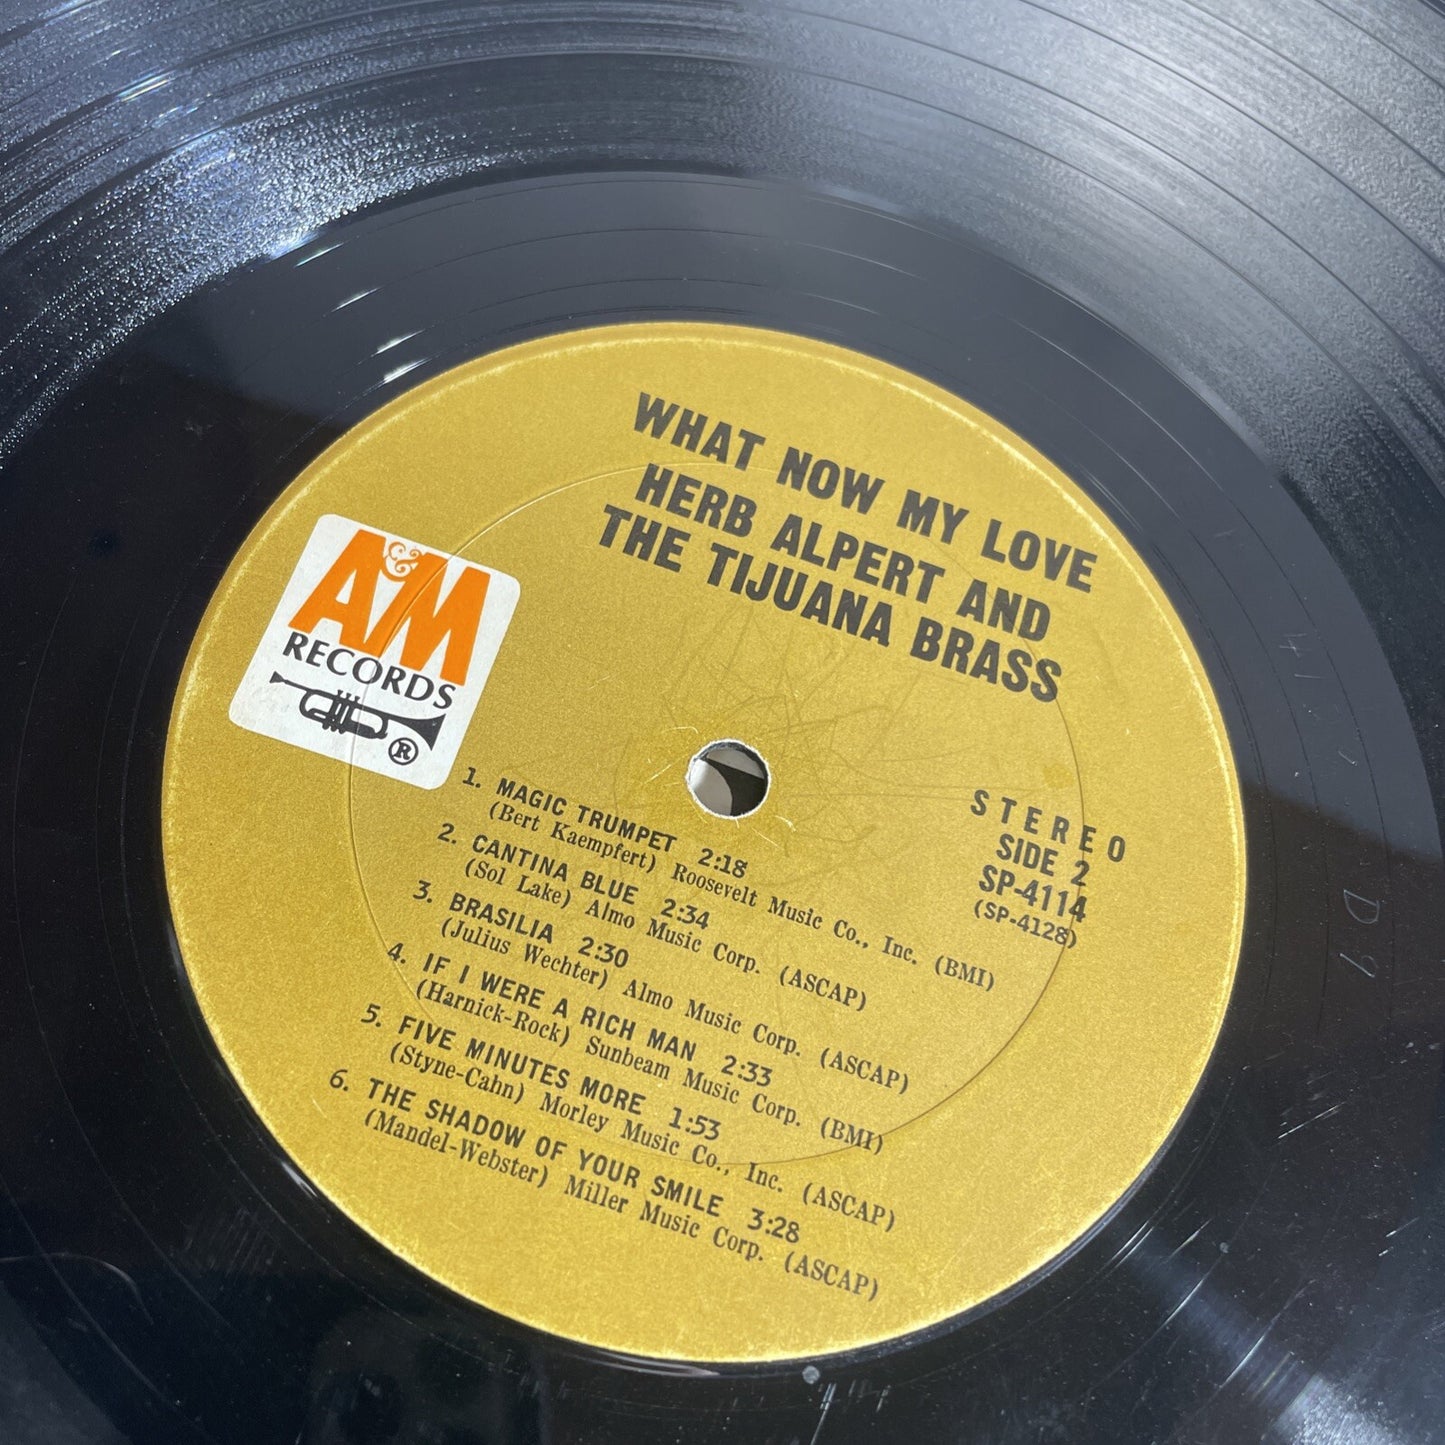 WHAT NOW MY LOVE
HERB ALPERT AND
THE TIJUANA BRASS
A&M
RECORDS
®
STEREO
SIDE 2
SP-4114
(SP-4128)
1. MAGIC TRUMPET 2:18
(Bert Kaempfert) Roosevelt Music Co., Inc. (BMI)
2. CANTINA BLUE 2:34
(Sol Lake) Almo Music Corp. (ASCAP)
3. BRASILIA 2:30
(Julius Wechter) Almo Music Corp. (ASCAP)
4. IF I WERE A RICH MAN 2:33
(Harnick-Rock) Sunbeam Music Corp. (BMI)
5. FIVE MINUTES MORE 1:53
(Styne-Cahn) Morley Music Co., Inc. (ASCAP)
6. THE SHADOW OF YOUR SMILE 3:28
(Mandel-Webster) Miller Music Corp. (ASCAP)
D9